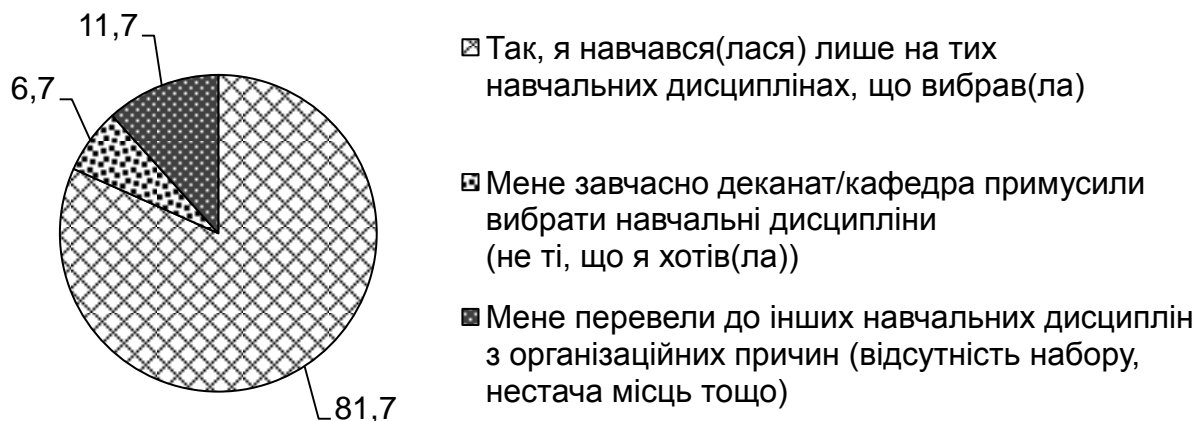 11,7
6,7
81,7
Так, я навчався(лася) лише на тих
навчальних дисциплінах, що вибрав(ла)
Мене завчасно деканат/кафедра примусили
вибрати навчальні дисципліни
(не ті, що я хотів(ла))
Мене перевели до інших навчальних дисциплін
з організаційних причин (відсутність набору,
нестача місць тощо)